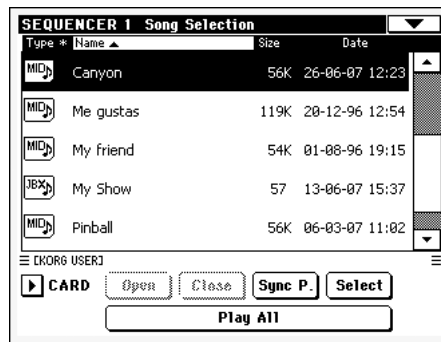 SEQUENCER 1 Song Selection
Type * Name ▲ Size Date
MID Canyon 56K 26-06-07 12:23
MID Me gustas 119K 20-12-96 12:54
MID My friend 54K 01-08-96 19:15
JBX My Show 57 13-06-07 15:37
MID Pinball 56K 06-03-07 11:02
[KORG USER]
CARD Open Close Sync P. Select
Play All